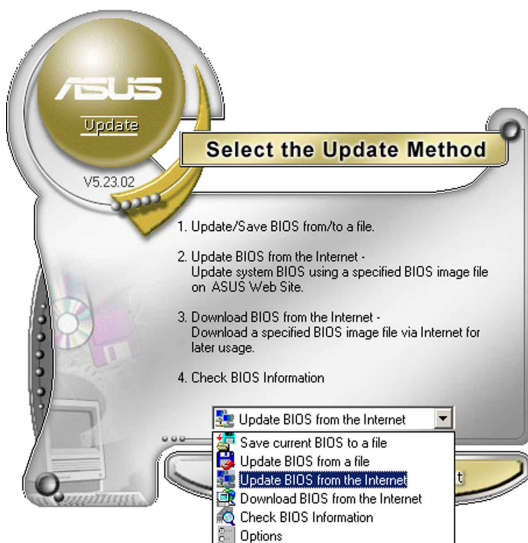 ASUS
Update
V5.23.02
Select the Update Method
1. Update/Save BIOS from/to a file.
2. Update BIOS from the Internet -
Update system BIOS using a specified BIOS image file
on ASUS Web Site.
3. Download BIOS from the Internet -
Download a specified BIOS image file via Internet for
later usage.
4. Check BIOS Information
Update BIOS from the Internet
Save current BIOS to a file
Update BIOS from a file
Update BIOS from the Internet
Download BIOS from the Internet
Check BIOS Information
Options